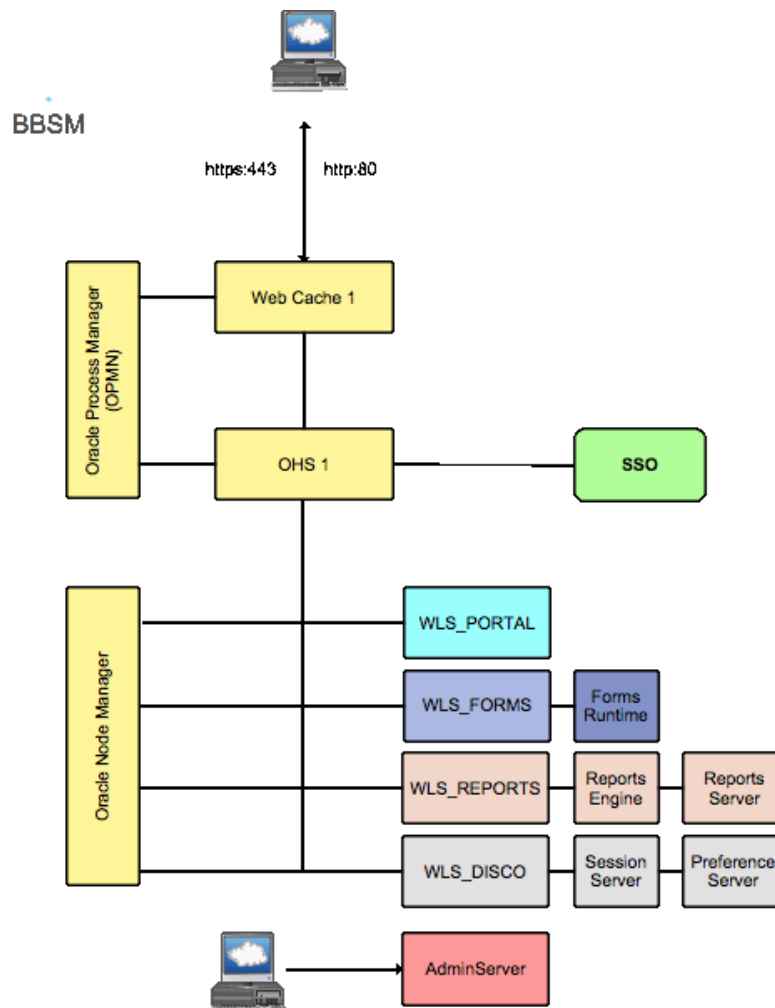 BBSM
https:443
http:80
Web Cache 1
Oracle Process Manager
(OPMN)
OHS 1
SSO
Oracle Node Manager
WLS_PORTAL
WLS_FORMS
Forms
Runtime
WLS_REPORTS
Reports
Engine
Reports
Server
WLS_DISCO
Session
Server
Preference
Server
AdminServer